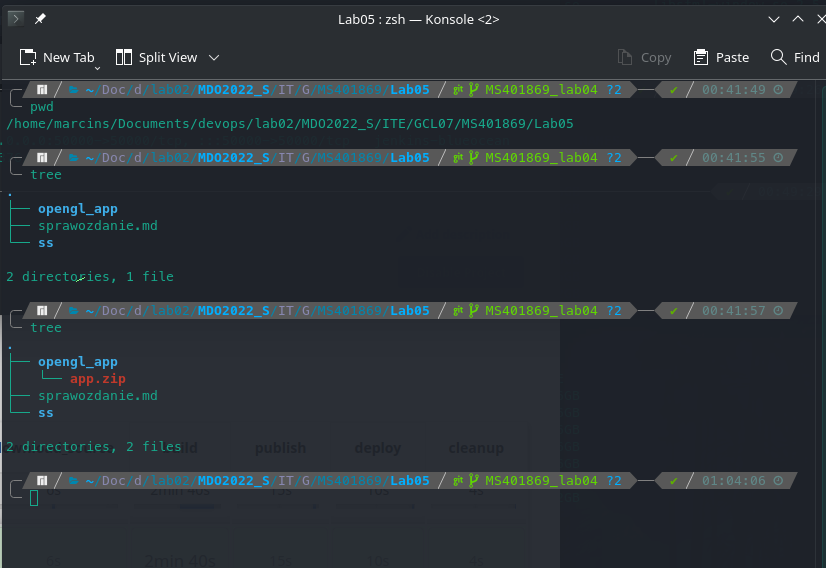 Lab05 : zsh — Konsole <2>
New Tab Split View Copy Paste Find
~/Doc/d/lab02/MDO2022_S/IT/G/MS401869/Lab05 git MS401869_lab04 ?2 ✔ 00:41:49
pwd
/home/marcins/Documents/devops/lab02/MDO2022_S/ITE/GCL07/MS401869/Lab05
~/Doc/d/lab02/MDO2022_S/IT/G/MS401869/Lab05 git MS401869_lab04 ?2 ✔ 00:41:55
tree
.
├── opengl_app
├── sprawozdanie.md
└── ss
2 directories, 1 file
~/Doc/d/lab02/MDO2022_S/IT/G/MS401869/Lab05 git MS401869_lab04 ?2 ✔ 00:41:57
tree
.
├── opengl_app
│   └── app.zip
├── sprawozdanie.md
└── ss
2 directories, 2 files
publish deploy cleanup
~/Doc/d/lab02/MDO2022_S/IT/G/MS401869/Lab05 git MS401869_lab04 ?2 ✔ 01:04:06
2min 40s